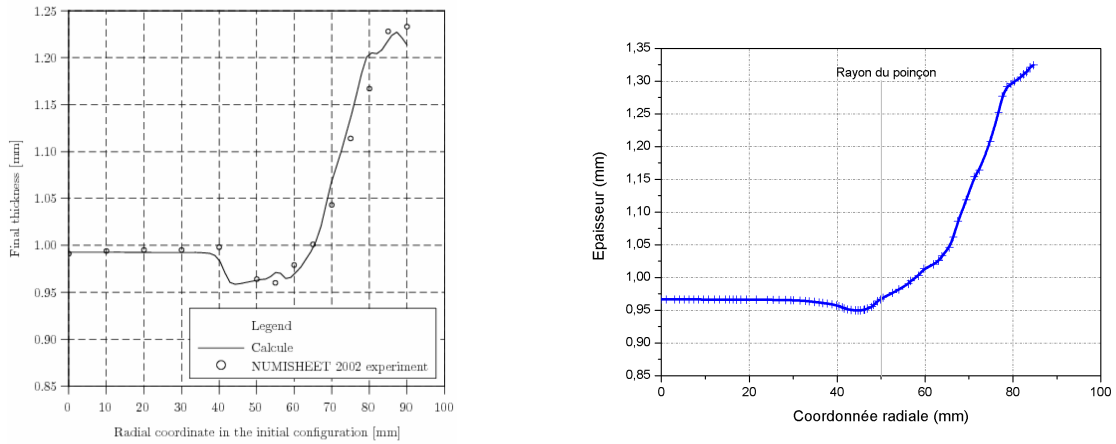 1.25
1.20
1.15
1.10
1.05
1.00
0.95
0.90
0.85
Final thickness [mm]
Legend
Calcule
NUMISHEET 2002 experiment
0 10 20 30 40 50 60 70 80 90 100
Radial coordinate in the initial configuration [mm]
1,35
1,30
1,25
1,20
1,15
1,10
1,05
1,00
0,95
0,90
0,85
Epaisseur (mm)
Rayon du poinçon
0 20 40 60 80 100
Coordonnée radiale (mm)